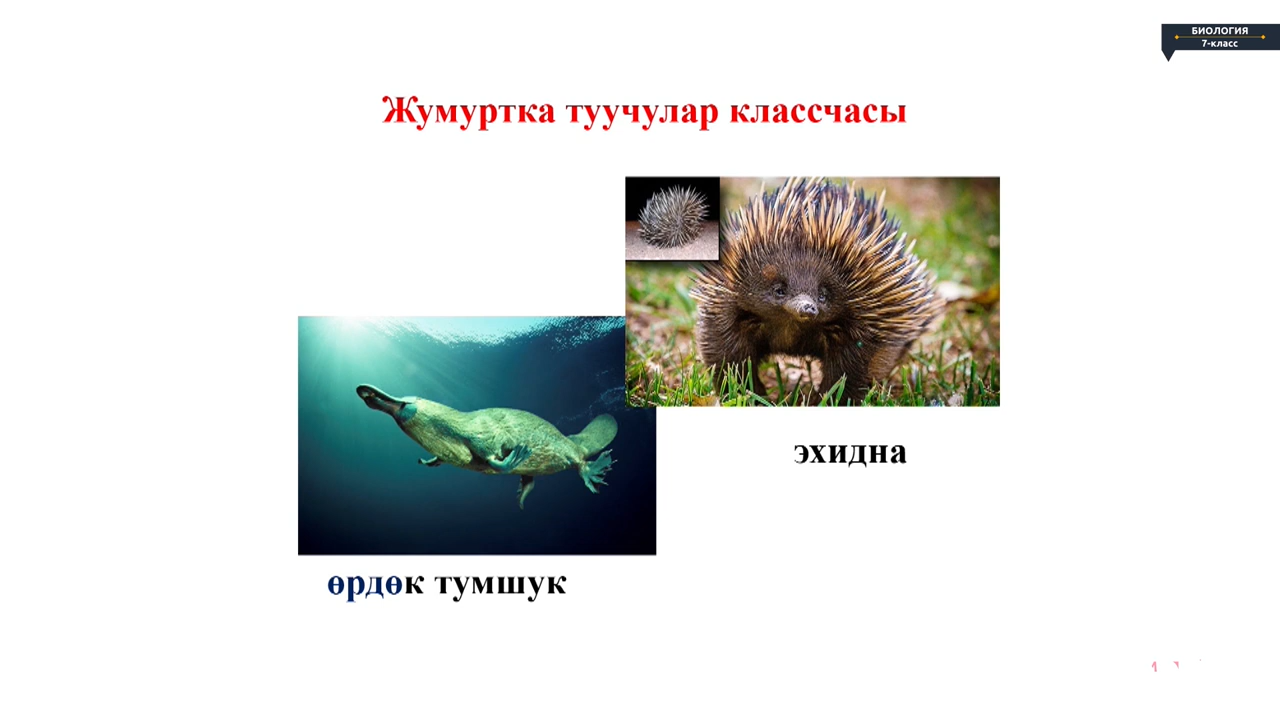 БИОЛОГИЯ
7-класс
Жумуртка туучулар классчасы
эхидна
өрдөк тумшук